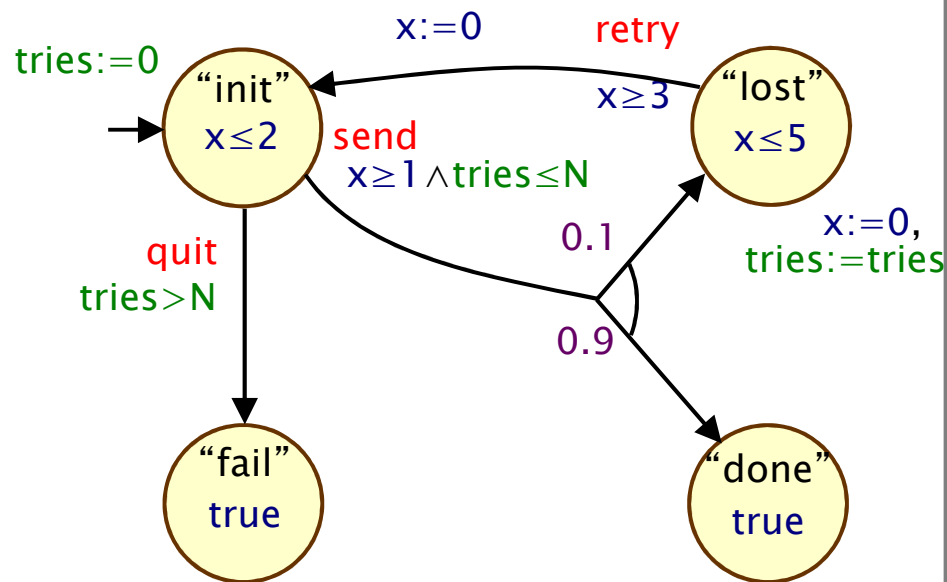 x:=0
retry
tries:=0
“init”
x≤2
“lost”
x≤5
x≥3
send
x≥1∧tries≤N
x:=0,
tries:=tries
quit
tries>N
0.1
0.9
“fail”
true
“done”
true